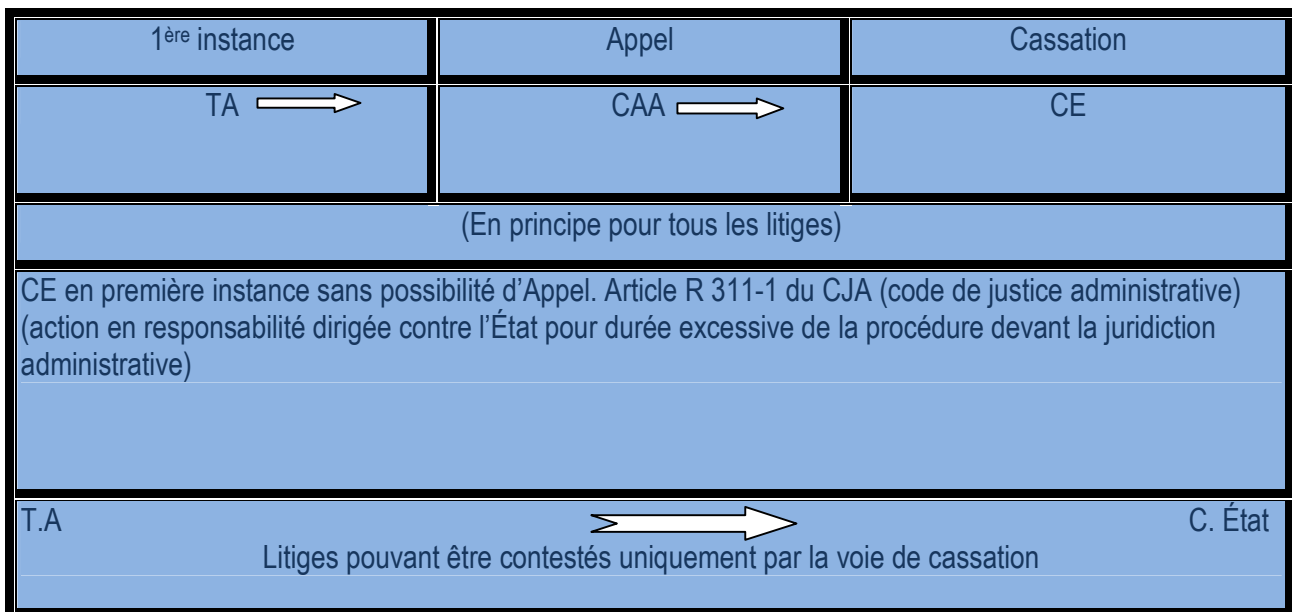 1ère instance Appel Cassation
TA CAA CE
(En principe pour tous les litiges)
CE en première instance sans possibilité d’Appel. Article R 311-1 du CJA (code de justice administrative)
(action en responsabilité dirigée contre l’État pour durée excessive de la procédure devant la juridiction
administrative)
T.A C. État
Litiges pouvant être contestés uniquement par la voie de cassation